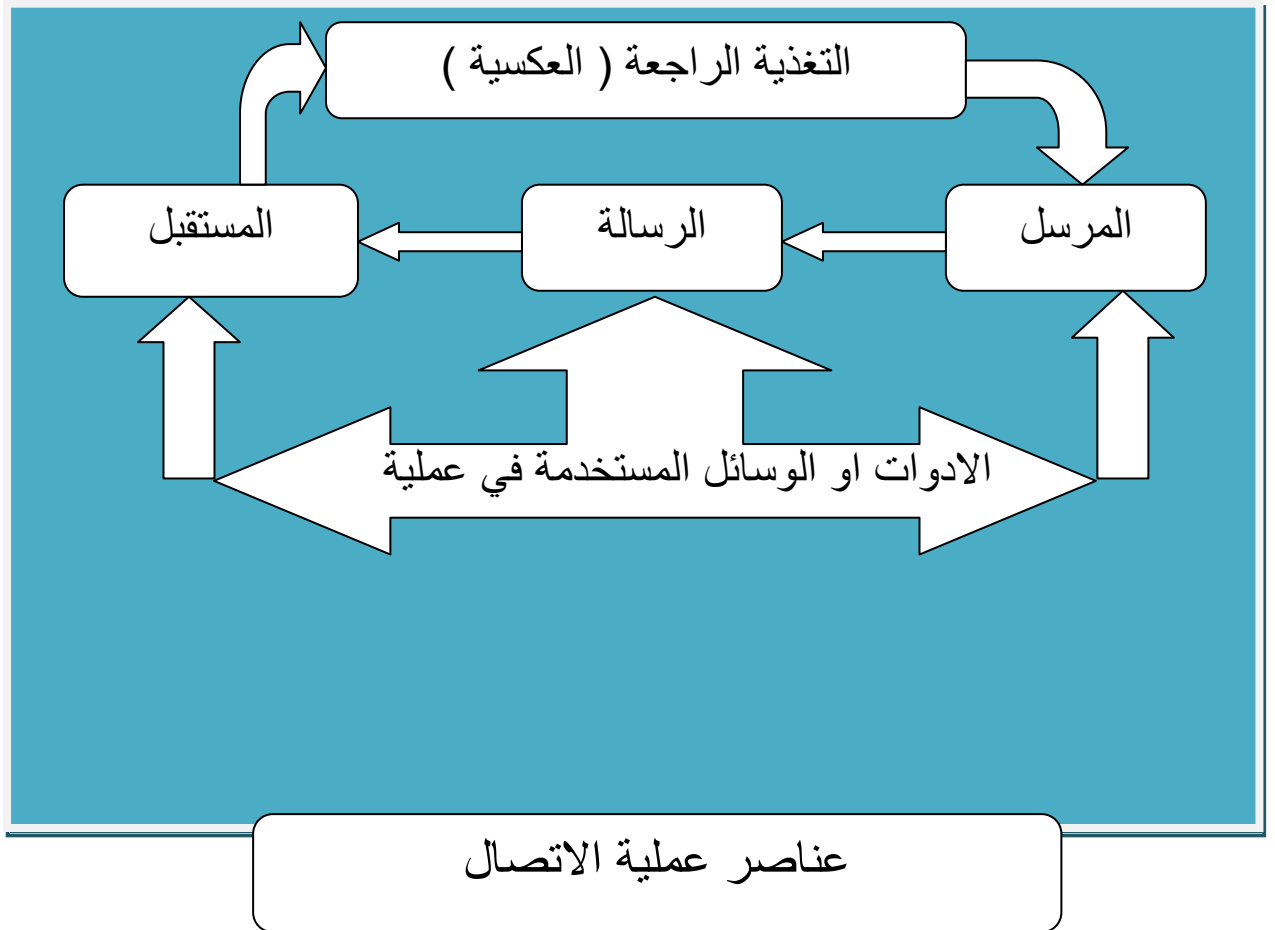 التغذية الراجعة ( العكسية )
المرسل
الرسالة
المستقبل
الادوات او الوسائل المستخدمة في عملية
عناصر عملية الاتصال